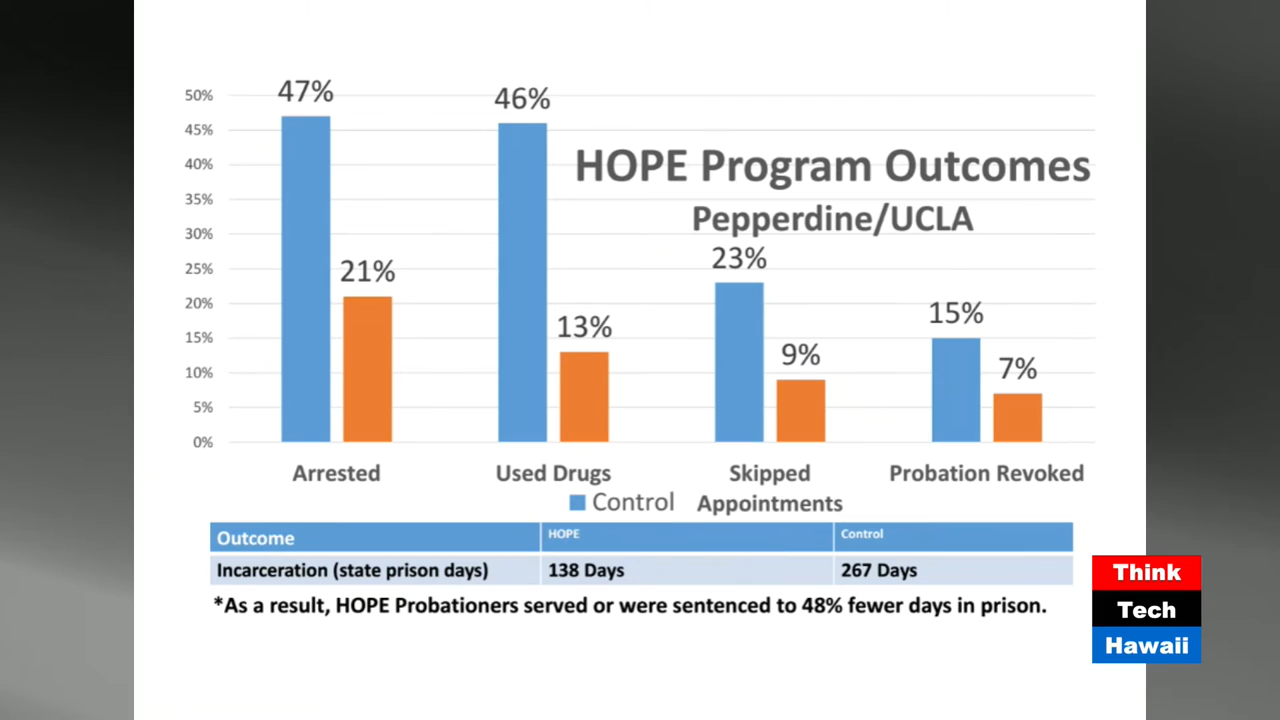 HOPE Program Outcomes
Pepperdine/UCLA
50%
45%
40%
35%
30%
25%
20%
15%
10%
5%
0%
47%
21%
46%
13%
23%
9%
15%
7%
Arrested
Used Drugs
Skipped
Appointments
Probation Revoked
Control
Outcome HOPE Control
Incarceration (state prison days) 138 Days 267 Days
*As a result, HOPE Probationers served or were sentenced to 48% fewer days in prison.
Think
Tech
Hawaii